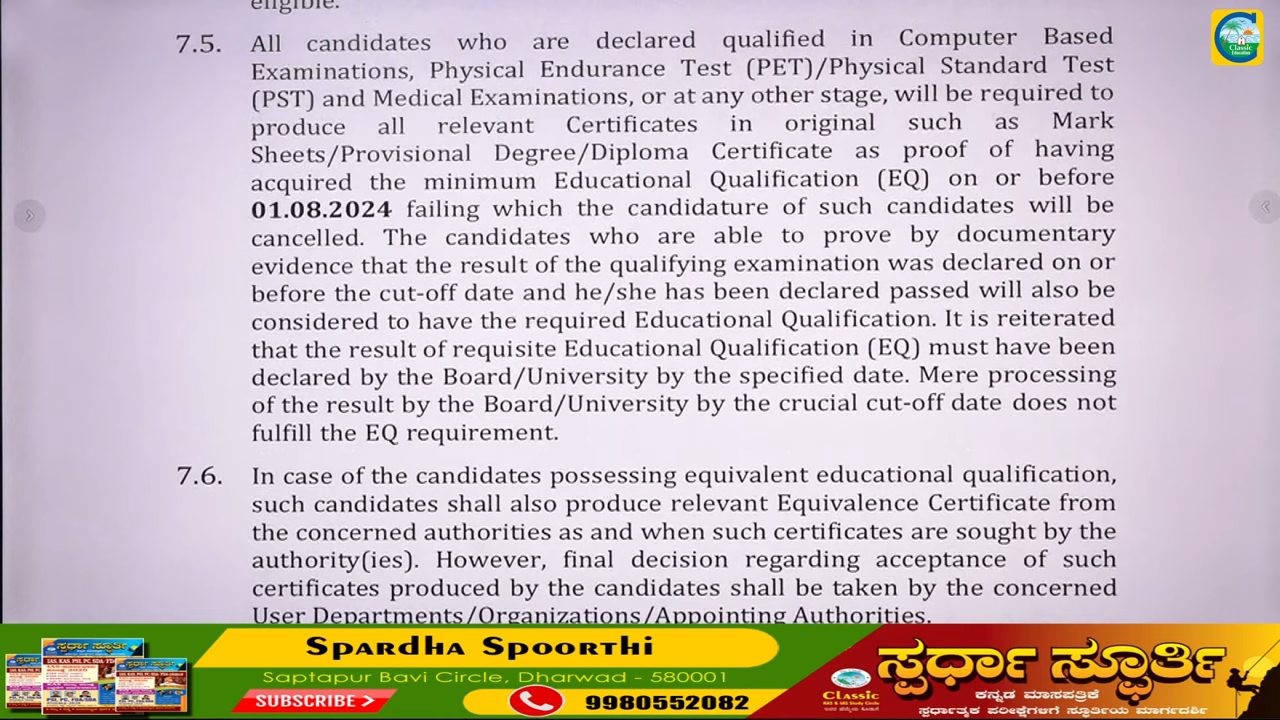 eligible.
7.5. All candidates who are declared qualified in Computer Based
Examinations, Physical Endurance Test (PET)/Physical Standard Test
(PST) and Medical Examinations, or at any other stage, will be required to
produce all relevant Certificates in original such as Mark
Sheets/Provisional Degree/Diploma Certificate as proof of having
acquired the minimum Educational Qualification (EQ) on or before
01.08.2024 failing which the candidature of such candidates will be
cancelled. The candidates who are able to prove by documentary
evidence that the result of the qualifying examination was declared on or
before the cut-off date and he/she has been declared passed will also be
considered to have the required Educational Qualification. It is reiterated
that the result of requisite Educational Qualification (EQ) must have been
declared by the Board/University by the specified date. Mere processing
of the result by the Board/University by the crucial cut-off date does not
fulfill the EQ requirement.
7.6. In case of the candidates possessing equivalent educational qualification,
such candidates shall also produce relevant Equivalence Certificate from
the concerned authorities as and when such certificates are sought by the
authority(ies). However, final decision regarding acceptance of such
certificates produced by the candidates shall be taken by the concerned
User Departments/Organizations/Appointing Authorities.
Classic
Education
SPARDHA SPOORTHI
Saptapur Bavi Circle, Dharwad - 580001
SUBSCRIBE
9980552082
ಸ್ಪರ್ಧಾ ಸ್ಫೂರ್ತಿ
ಕನ್ನಡ ಮಾಸಪತ್ರಿಕೆ
ಸ್ಪರ್ಧಾತ್ಮಕ ಪರೀಕ್ಷೆಗಳಿಗೆ ಸ್ಫೂರ್ತಿಯ ಮಾರ್ಗದರ್ಶಿ
Classic
KAS & IAS Study Circle
ಸ್ಪರ್ಧಾ ಸ್ಫೂರ್ತಿ